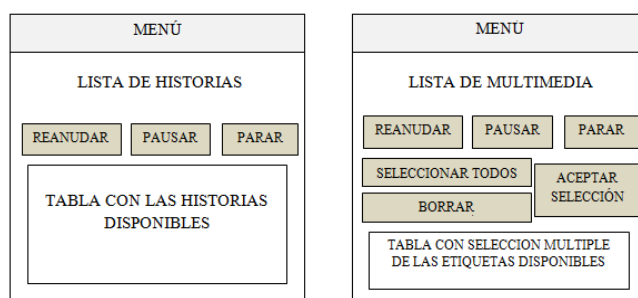 MENÚ
LISTA DE HISTORIAS
REANUDAR
PAUSAR
PARAR
TABLA CON LAS HISTORIAS
DISPONIBLES
MENU
LISTA DE MULTIMEDIA
REANUDAR
PAUSAR
PARAR
SELECCIONAR TODOS
BORRAR
ACEPTAR
SELECCIÓN
TABLA CON SELECCION MULTIPLE
DE LAS ETIQUETAS DISPONIBLES